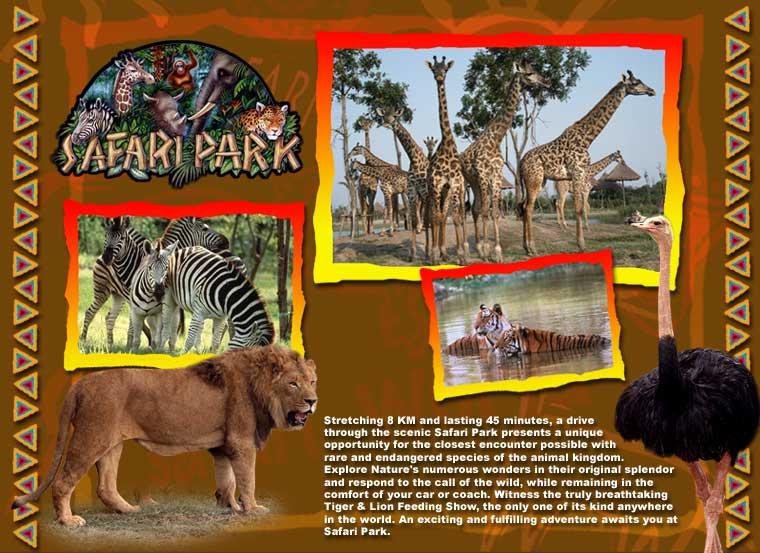 SAFARI PARK
Stretching 8 KM and lasting 45 minutes, a drive
through the scenic Safari Park presents a unique
opportunity for the closest encounter possible with
rare and endangered species of the animal kingdom.
Explore Nature's numerous wonders in their original splendor
and respond to the call of the wild, while remaining in the
comfort of your car or coach. Witness the truly breathtaking
Tiger & Lion Feeding Show, the only one of its kind anywhere
in the world. An exciting and fulfilling adventure awaits you at
Safari Park.